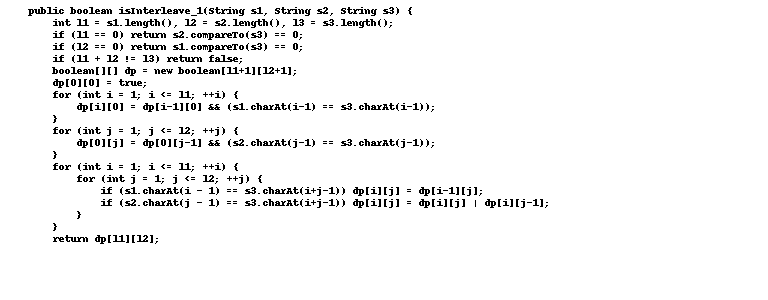 public boolean isInterleave_1(String s1, String s2, String s3) {
int l1 = s1.length(), l2 = s2.length(), l3 = s3.length();
if (l1 == 0) return s2.compareTo(s3) == 0;
if (l2 == 0) return s1.compareTo(s3) == 0;
if (l1 + l2 != l3) return false;
boolean[][] dp = new boolean[l1+1][l2+1];
dp[0][0] = true;
for (int i = 1; i <= l1; ++i) {
dp[i][0] = dp[i-1][0] && (s1.charAt(i-1) == s3.charAt(i-1));
}
for (int j = 1; j <= l2; ++j) {
dp[0][j] = dp[0][j-1] && (s2.charAt(j-1) == s3.charAt(j-1));
}
for (int i = 1; i <= l1; ++i) {
for (int j = 1; j <= l2; ++j) {
if (s1.charAt(i - 1) == s3.charAt(i+j-1)) dp[i][j] = dp[i-1][j];
if (s2.charAt(j - 1) == s3.charAt(i+j-1)) dp[i][j] = dp[i][j] | dp[i][j-1];
}
}
return dp[l1][l2];